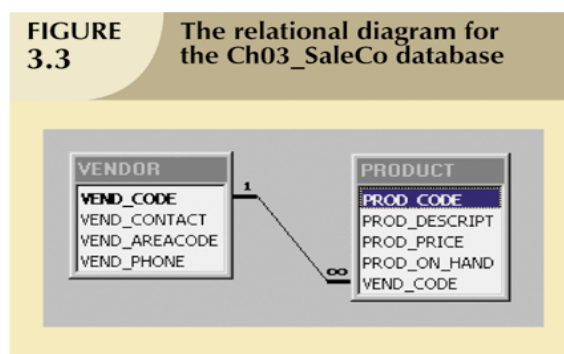 FIGURE
3.3
The relational diagram for
the Ch03_SaleCo database
VENDOR
VEND_CODE
VEND_CONTACT
VEND_AREACODE
VEND_PHONE
1
∞
PRODUCT
PROD_CODE
PROD_DESCRIPT
PROD_PRICE
PROD_ON_HAND
VEND_CODE